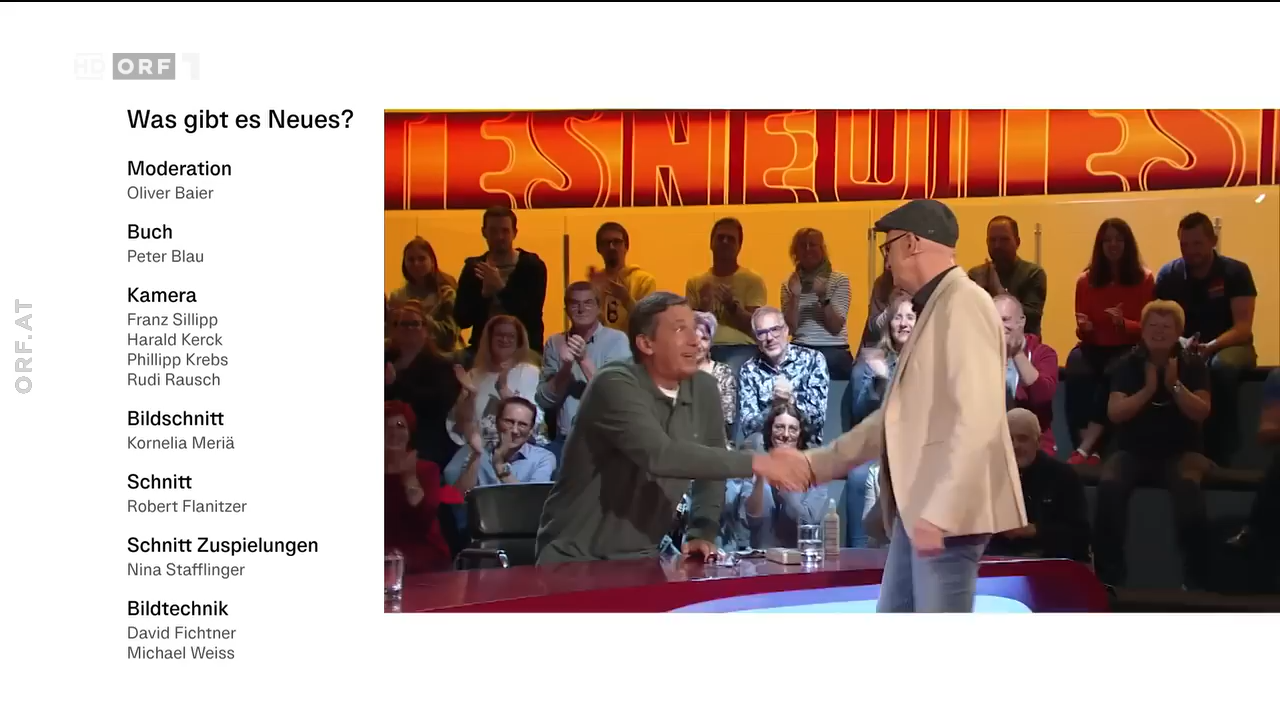 HD ORF 1
Was gibt es Neues?
Moderation
Oliver Baier
Buch
Peter Blau
Kamera
Franz Sillipp
Harald Kerck
Phillipp Krebs
Rudi Rausch
Bildschnitt
Kornelia Meriä
Schnitt
Robert Flanitzer
Schnitt Zuspielungen
Nina Stafflinger
Bildtechnik
David Fichtner
Michael Weiss
ORF.AT
ESNEUTES